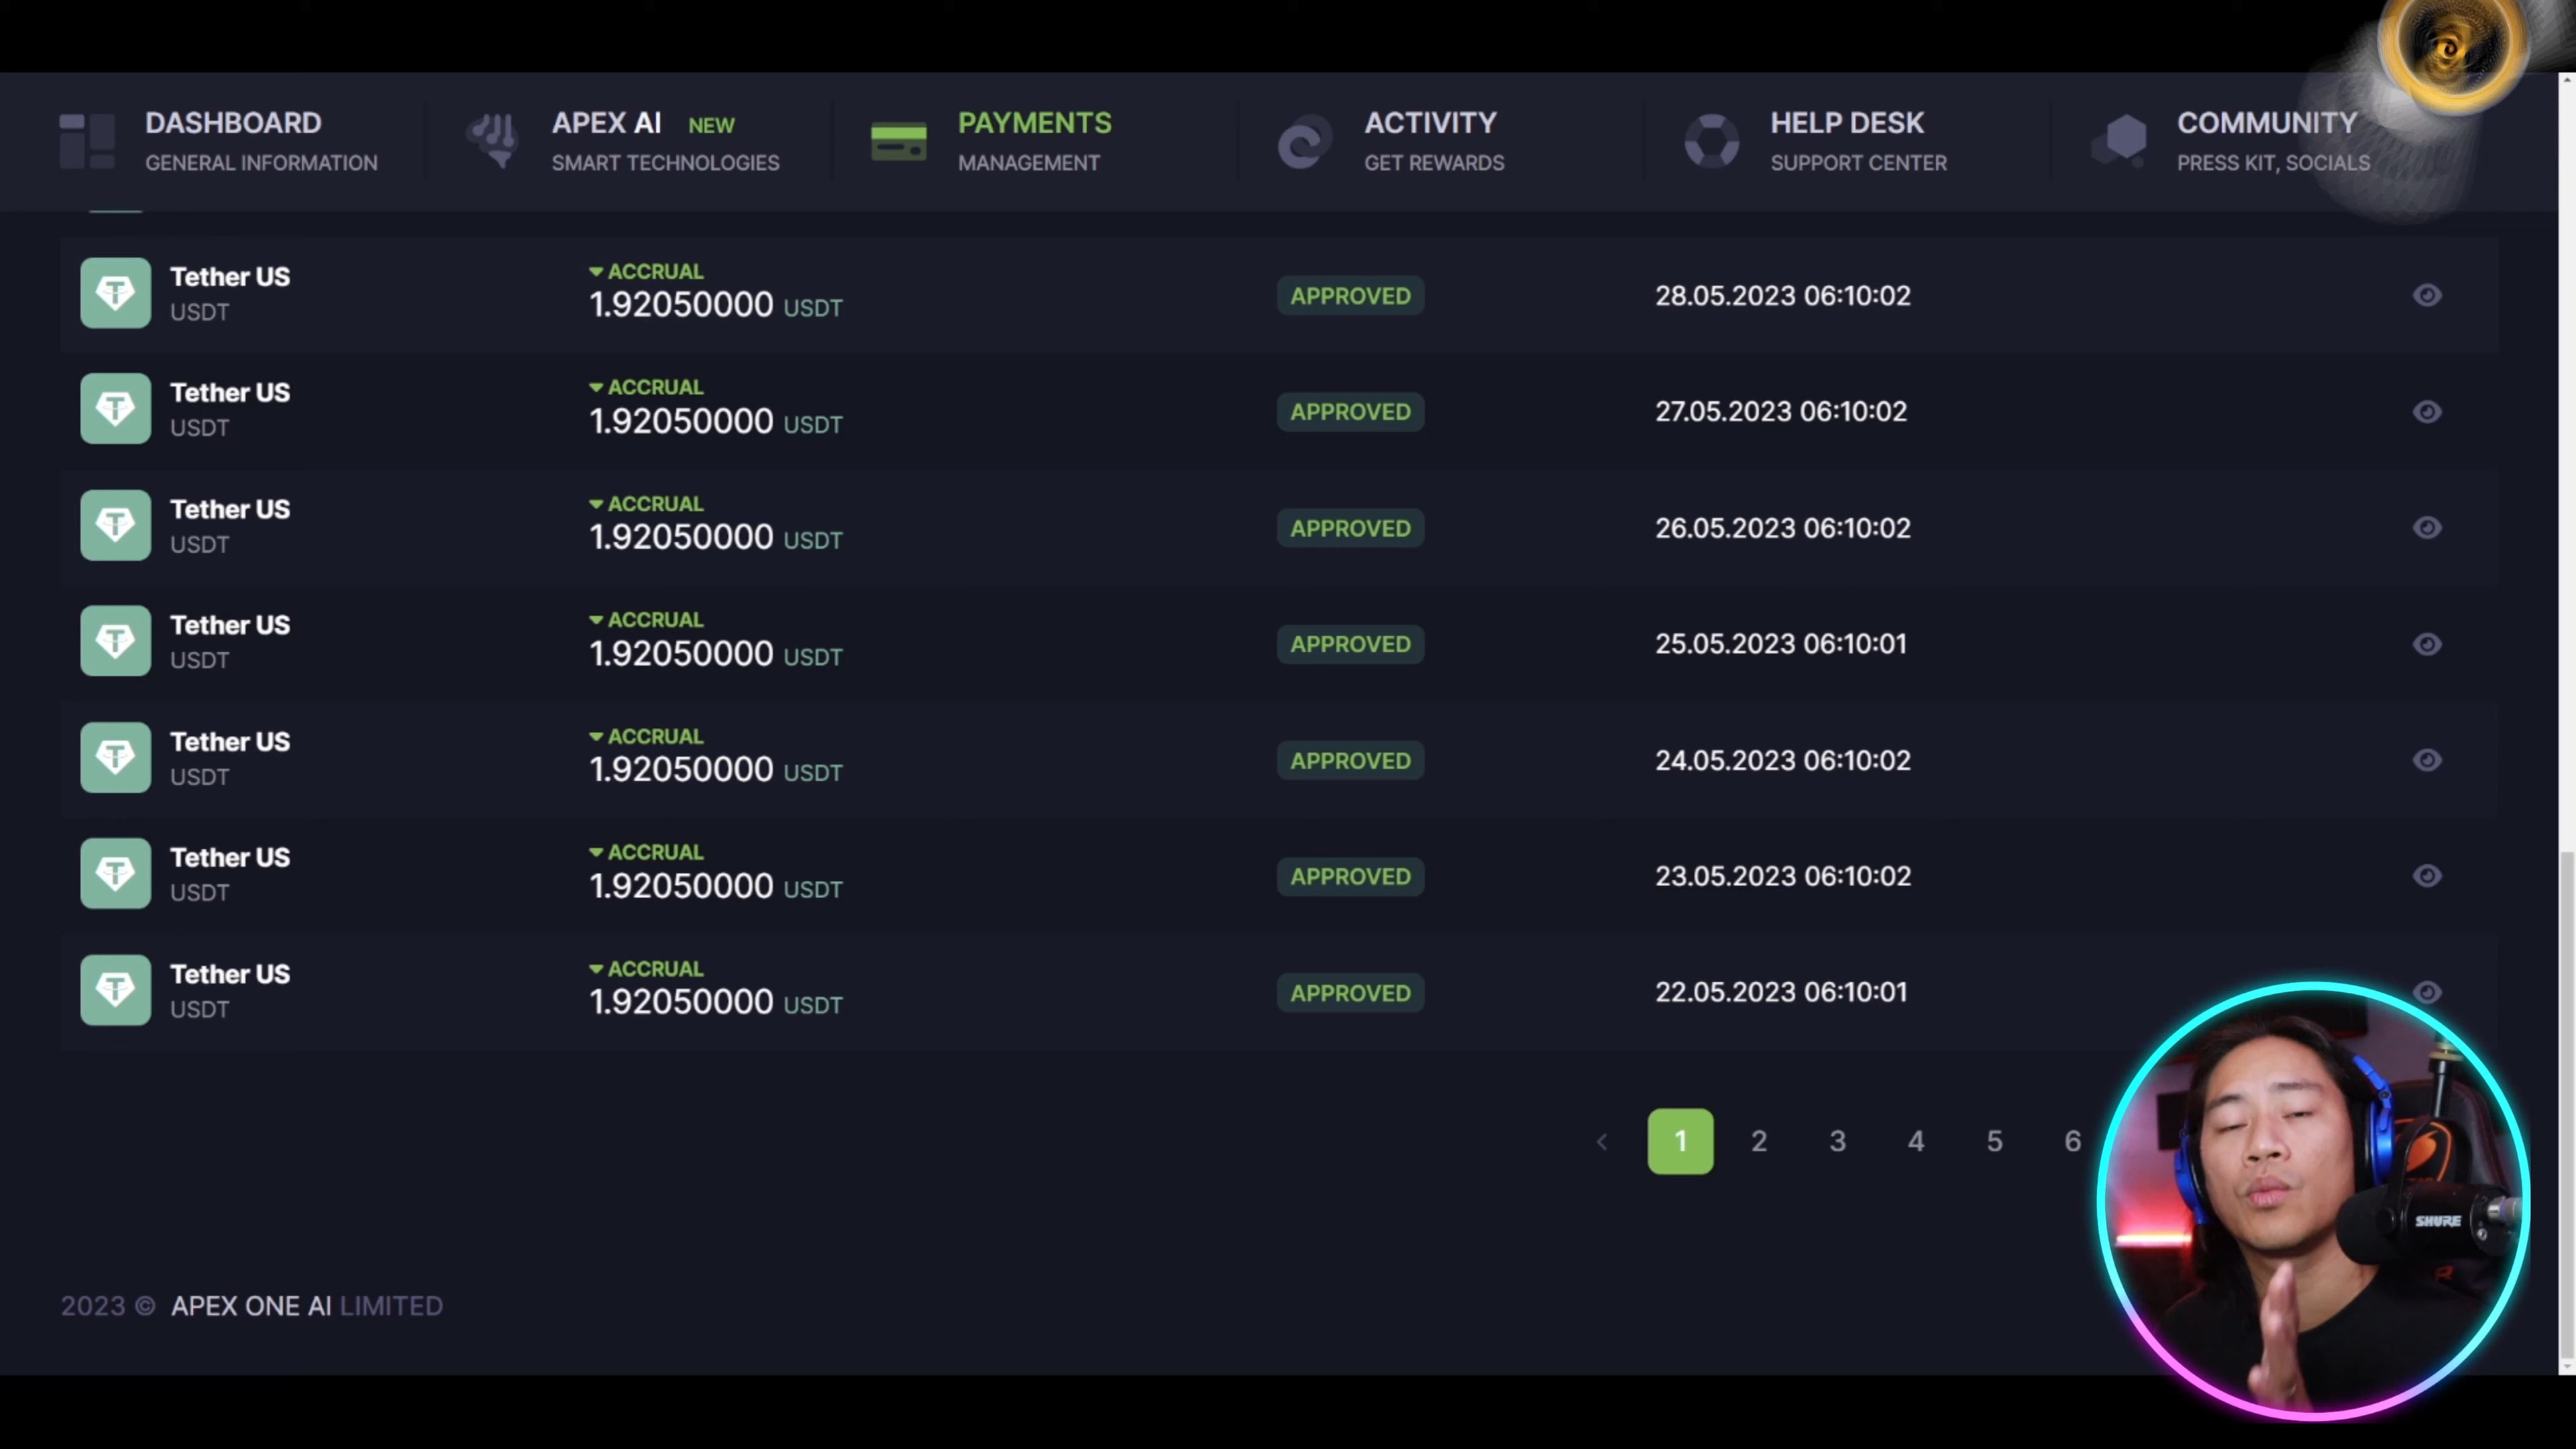 DASHBOARD
GENERAL INFORMATION
APEX AI NEW
SMART TECHNOLOGIES
PAYMENTS
MANAGEMENT
ACTIVITY
GET REWARDS
HELP DESK
SUPPORT CENTER
COMMUNITY
PRESS KIT, SOCIALS
Tether US
USDT
ACCRUAL
1.92050000 USDT
APPROVED
28.05.2023 06:10:02
Tether US
USDT
ACCRUAL
1.92050000 USDT
APPROVED
27.05.2023 06:10:02
Tether US
USDT
ACCRUAL
1.92050000 USDT
APPROVED
26.05.2023 06:10:02
Tether US
USDT
ACCRUAL
1.92050000 USDT
APPROVED
25.05.2023 06:10:01
Tether US
USDT
ACCRUAL
1.92050000 USDT
APPROVED
24.05.2023 06:10:02
Tether US
USDT
ACCRUAL
1.92050000 USDT
APPROVED
23.05.2023 06:10:02
Tether US
USDT
ACCRUAL
1.92050000 USDT
APPROVED
22.05.2023 06:10:01
< 1 2 3 4 5 6
SHURE
2023 © APEX ONE AI LIMITED